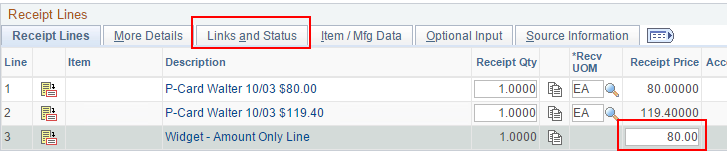 Receipt Lines
Receipt Lines More Details Links and Status Item / Mfg Data Optional Input Source Information
Line Item Description Receipt Qty *Recv UOM Receipt Price Acce
1 P-Card Walter 10/03 $80.00 1.0000 EA 80.00000
2 P-Card Walter 10/03 $119.40 1.0000 EA 119.40000
3 Widget - Amount Only Line 1.0000 80.00